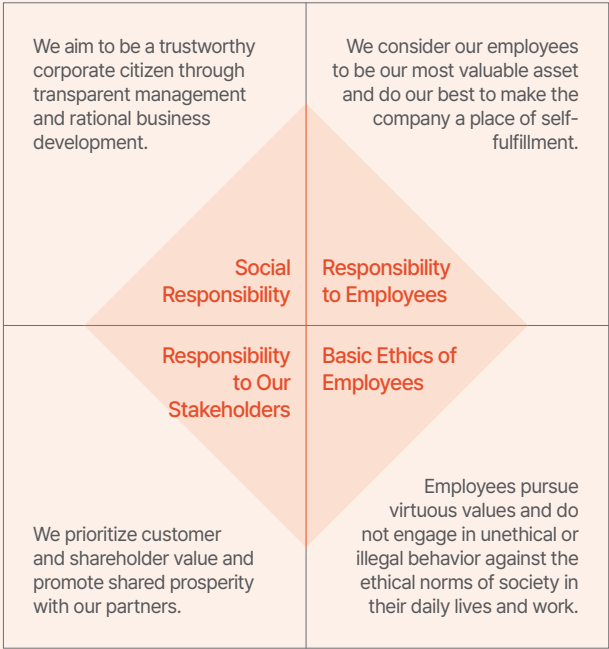 We aim to be a trustworthy
corporate citizen through
transparent management
and rational business
development.
We consider our employees
to be our most valuable asset
and do our best to make the
company a place of self-
fulfillment.
Social
Responsibility
Responsibility
to Employees
Responsibility
to Our
Stakeholders
Basic Ethics of
Employees
We prioritize customer
and shareholder value and
promote shared prosperity
with our partners.
Employees pursue
virtuous values and do
not engage in unethical or
illegal behavior against the
ethical norms of society in
their daily lives and work.